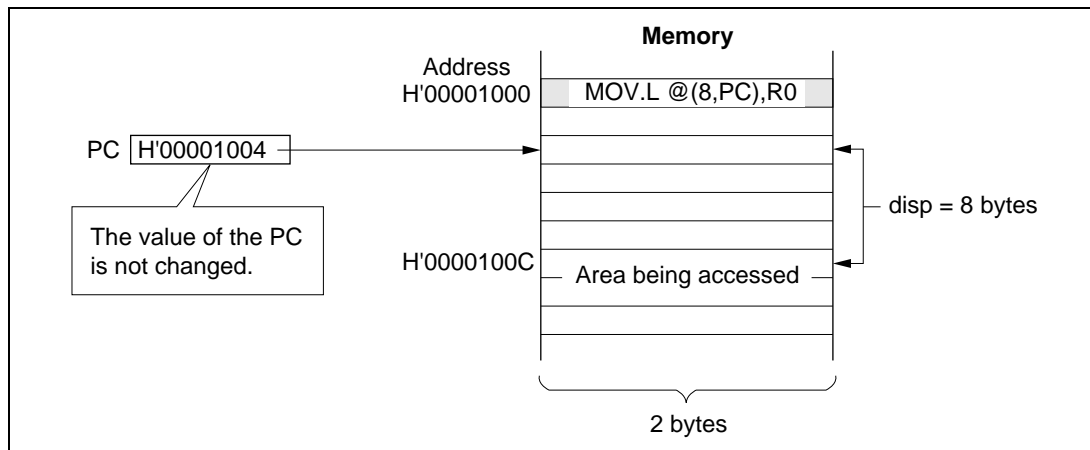 Memory
Address
H'00001000
MOV.L @(8,PC),R0
PC H'00001004
disp = 8 bytes
The value of the PC
is not changed.
H'0000100C
Area being accessed
2 bytes